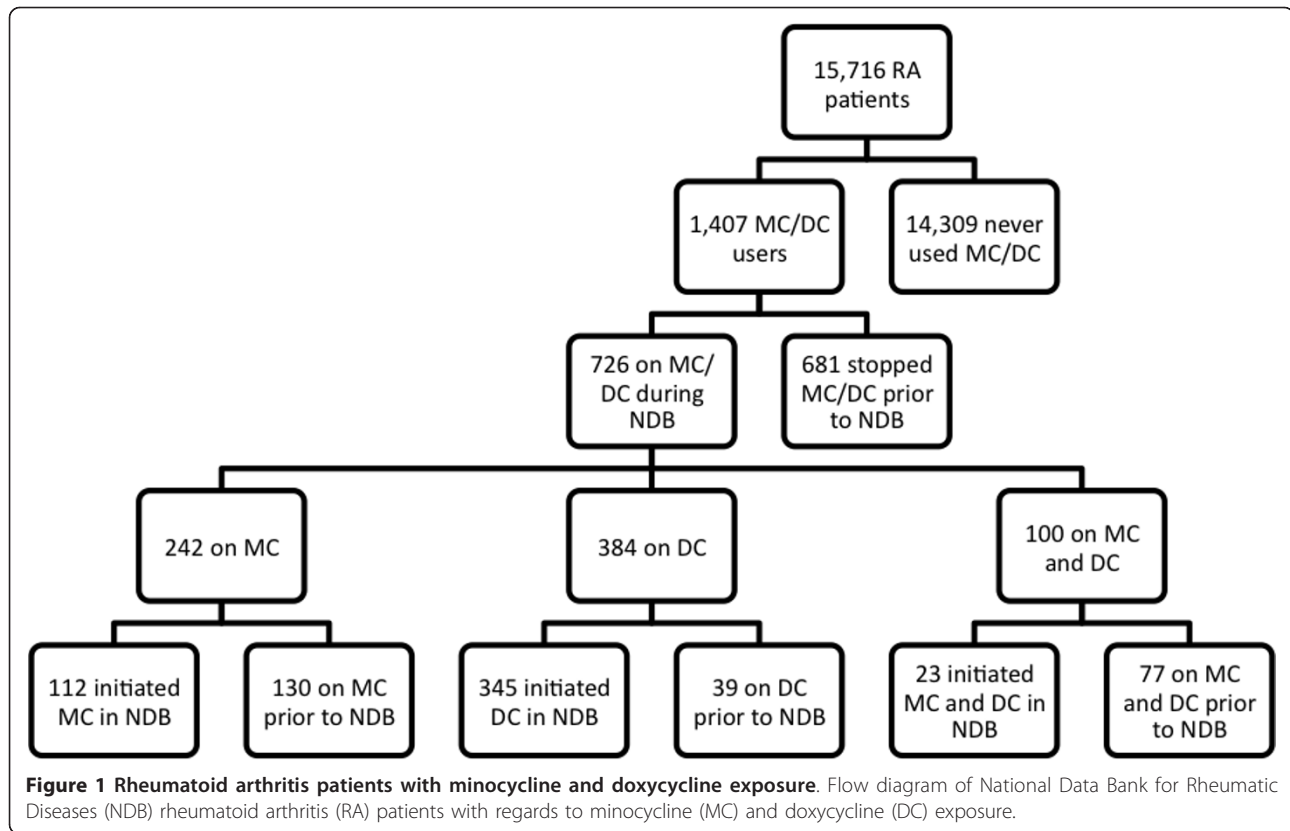 15,716 RA
patients
1,407 MC/DC
users
14,309 never
used MC/DC
726 on MC/
DC during
NDB
681 stopped
MC/DC prior
to NDB
242 on MC
384 on DC
100 on MC
and DC
112 initiated
MC in NDB
130 on MC
prior to NDB
345 initiated
DC in NDB
39 on DC
prior to NDB
23 initiated
MC and DC in
NDB
77 on MC
and DC prior
to NDB
Figure 1 Rheumatoid arthritis patients with minocycline and doxycycline exposure. Flow diagram of National Data Bank for Rheumatic
Diseases (NDB) rheumatoid arthritis (RA) patients with regards to minocycline (MC) and doxycycline (DC) exposure.